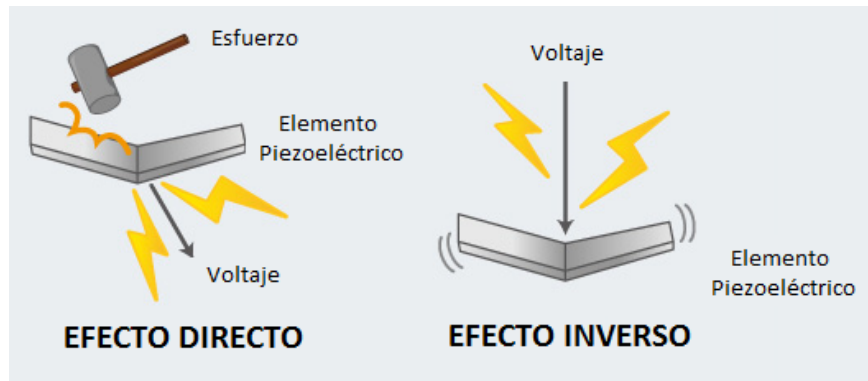 Esfuerzo
Elemento
Piezoeléctrico
Voltaje
EFECTO DIRECTO
Voltaje
Elemento
Piezoeléctrico
EFECTO INVERSO